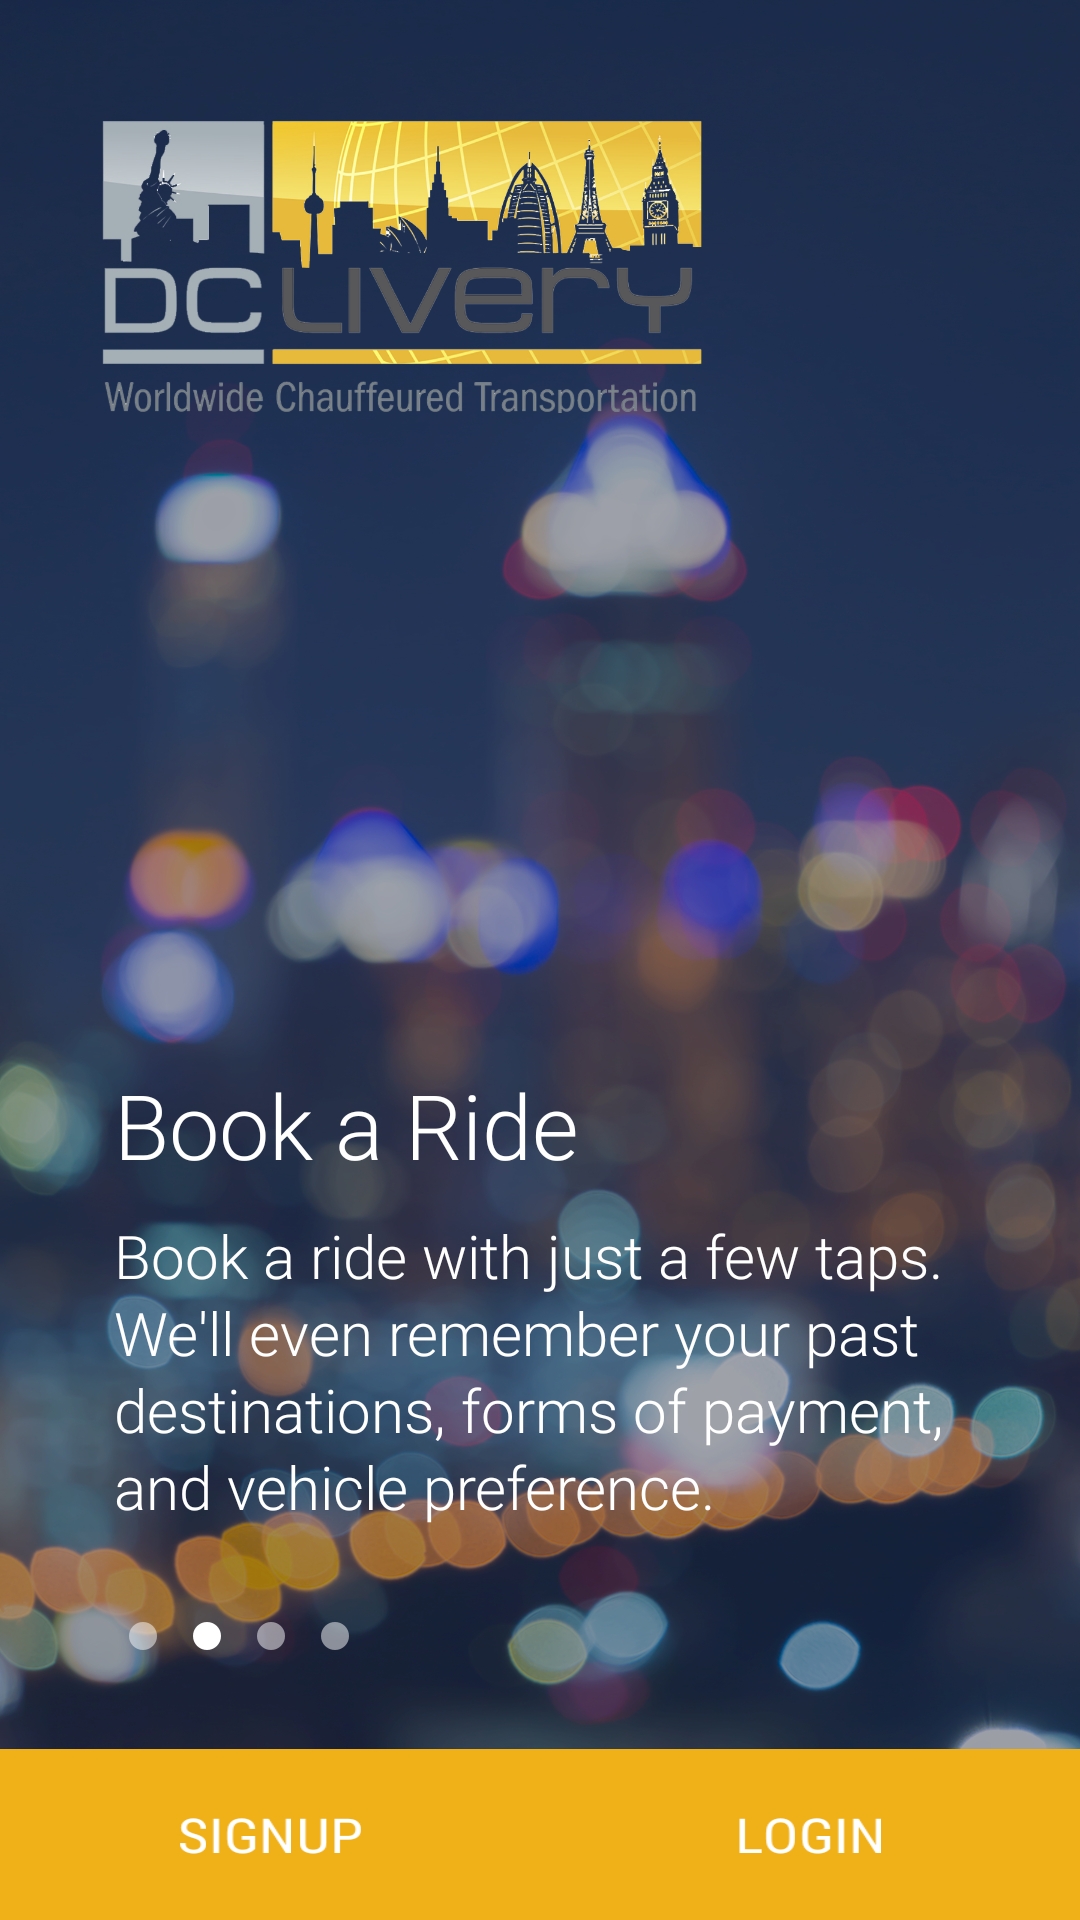 DC LIVERY
Worldwide Chauffeured Transportation
Book a Ride
Book a ride with just a few taps.
We'll even remember your past
destinations, forms of payment,
and vehicle preference.
SIGNUP LOGIN